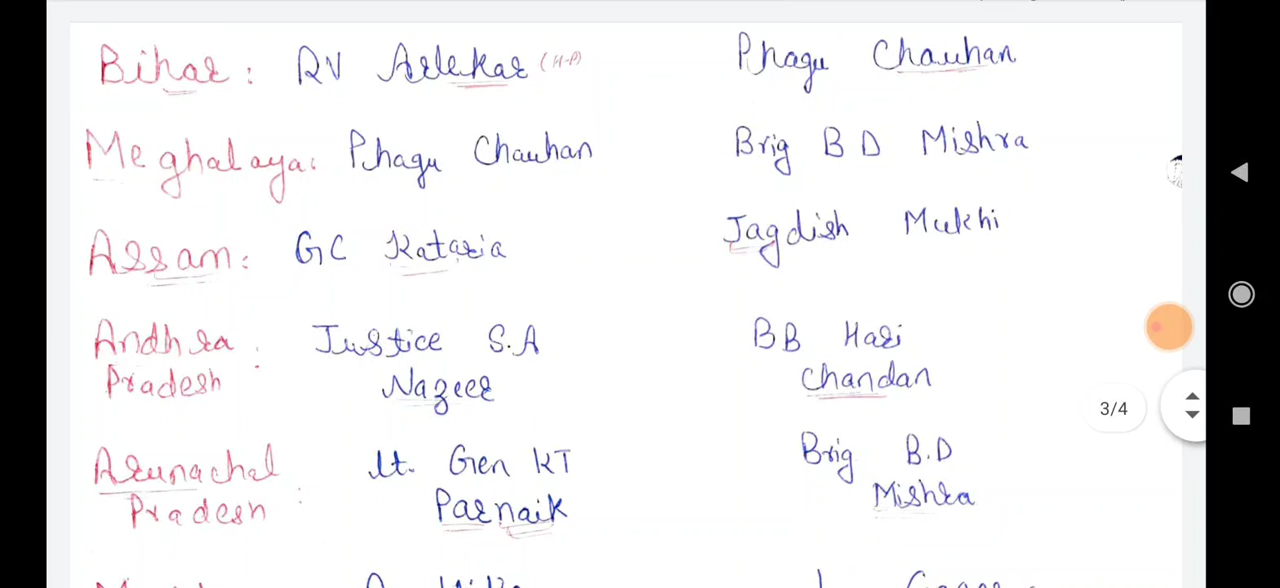 Bihar: RV Arlekar (H-P) Phagu Chauhan
Meghalaya: Phagu Chauhan Brig B D Mishra
Assam: GC Kataria Jagdish Mukhi
Andhra Pradesh: Justice S.A Nazeer BB Hari Chandan
Arunachal Pradesh: Lt. Gen KT Parnaik Brig B.D Mishra
3/4